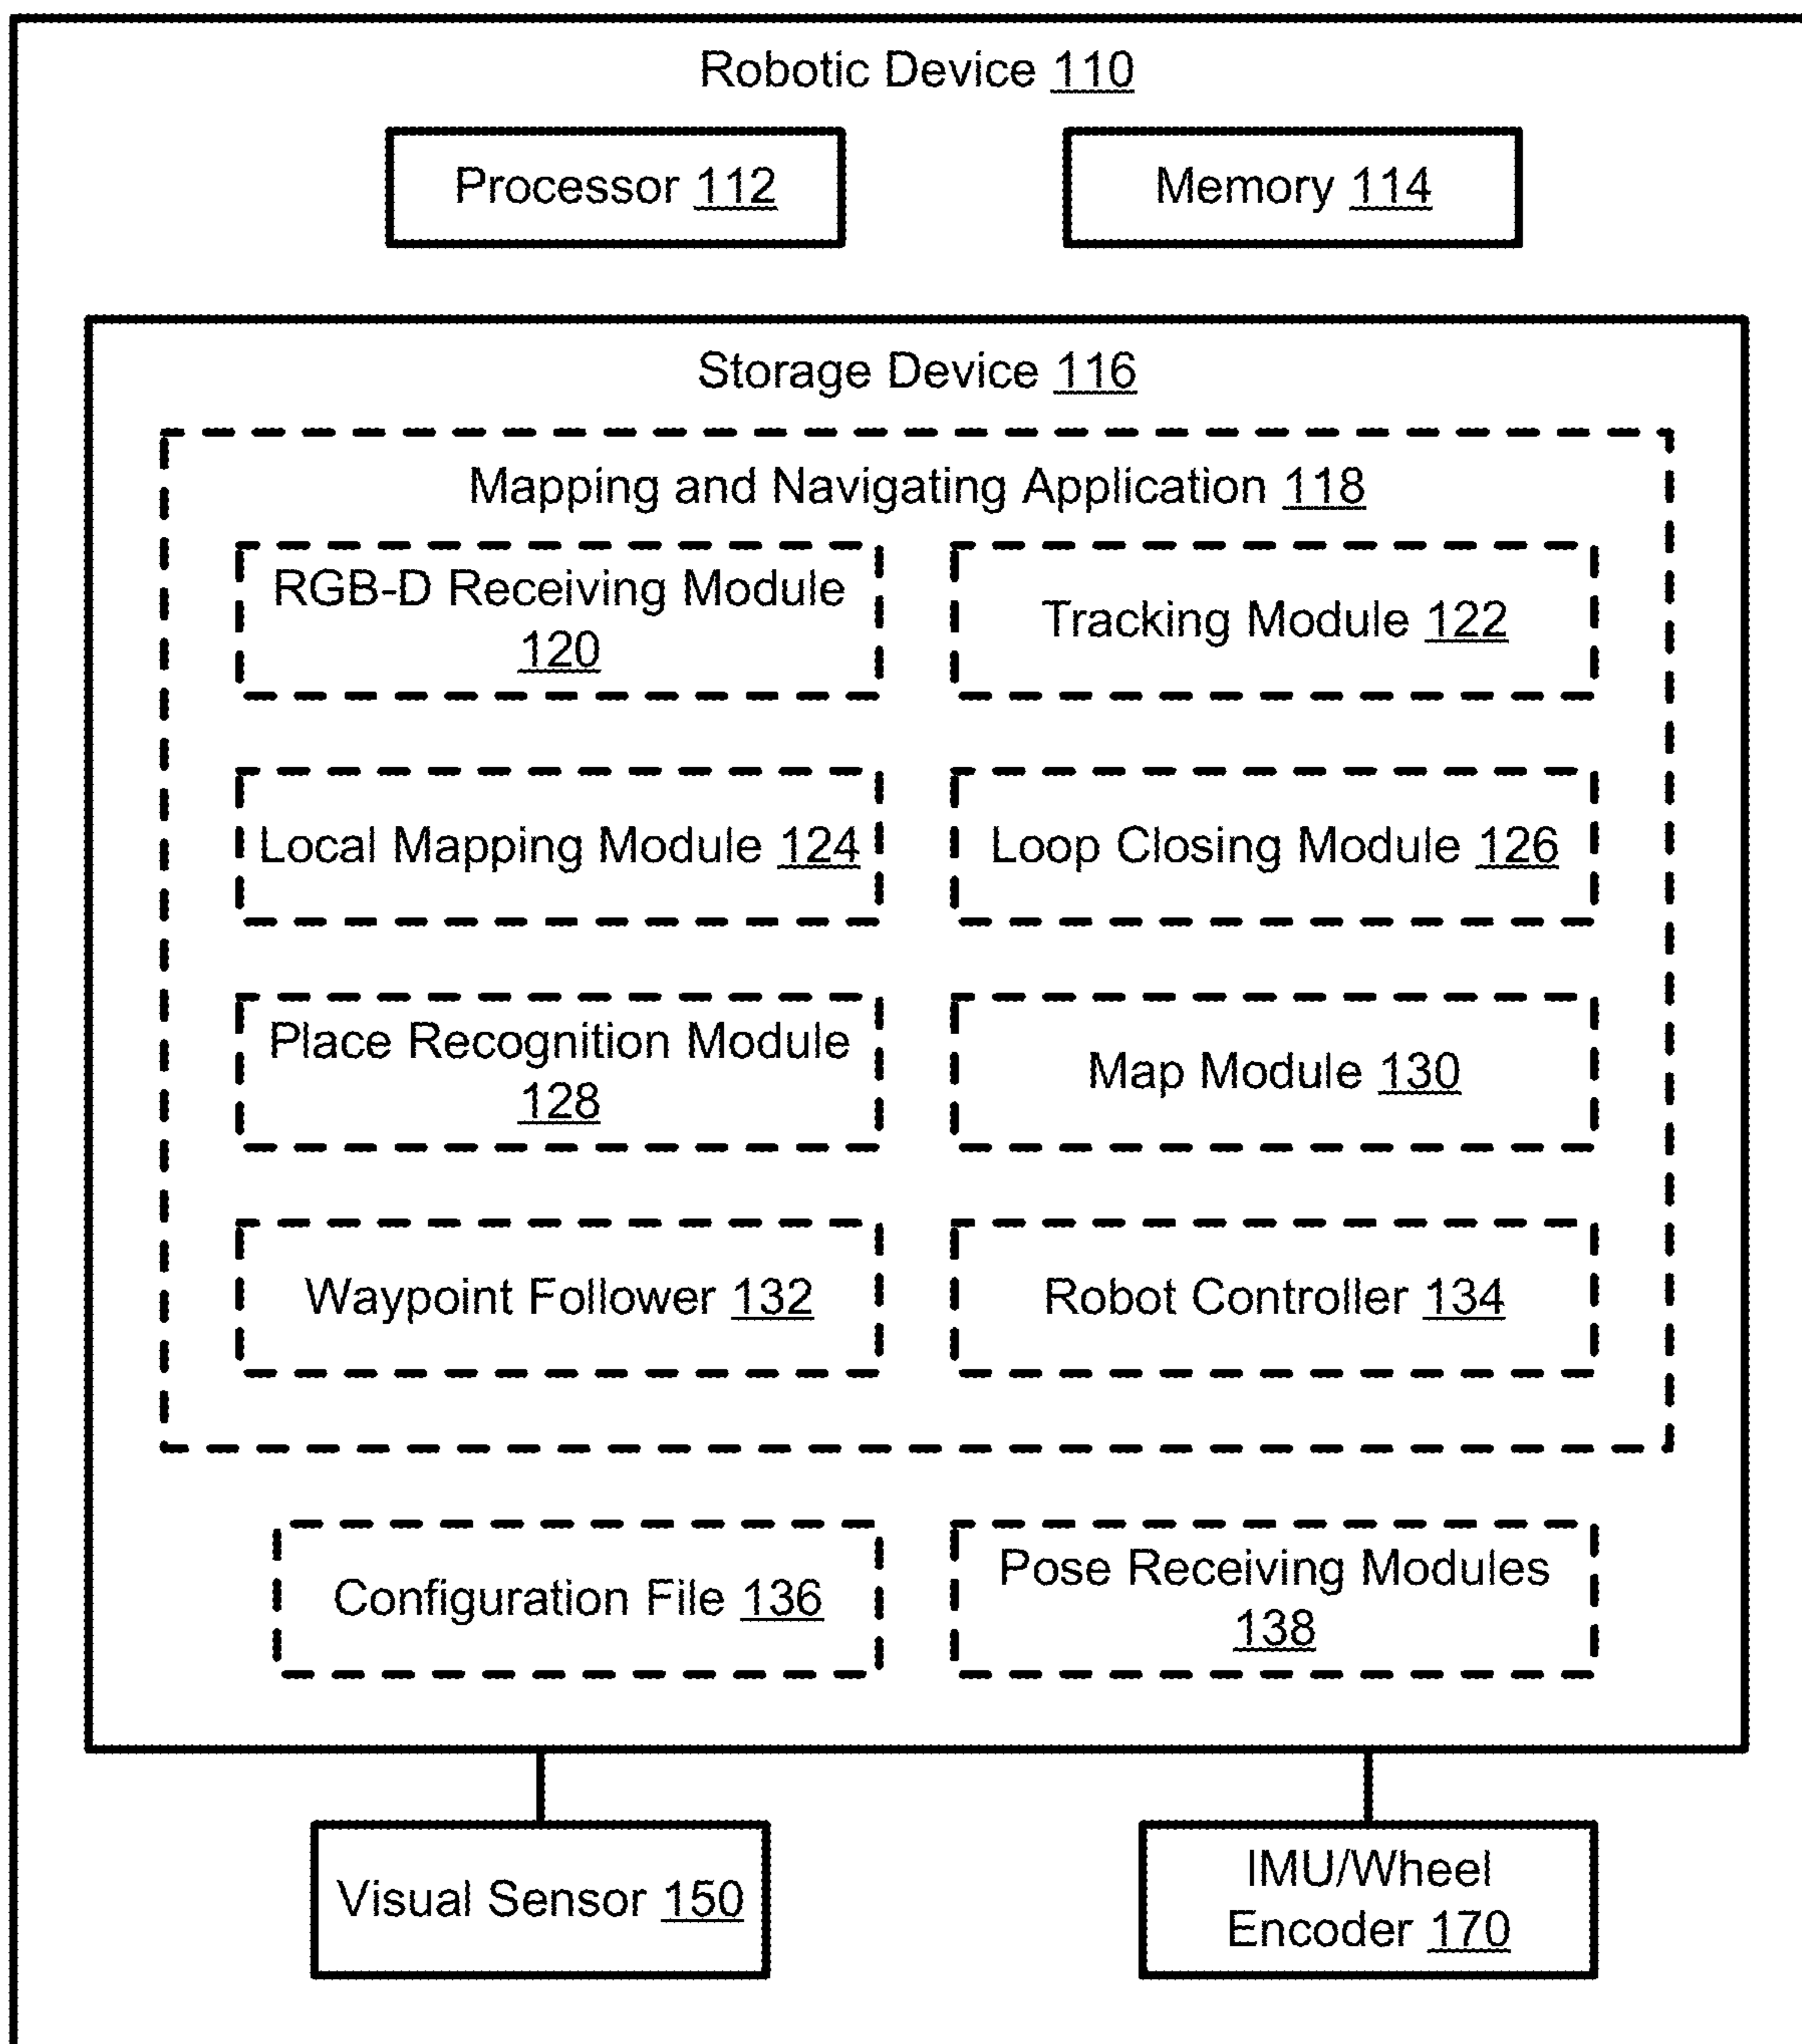 Robotic Device 110
Processor 112
Memory 114
Storage Device 116
Mapping and Navigating Application 118
RGB-D Receiving Module
120
Tracking Module 122
Local Mapping Module 124
Loop Closing Module 126
Place Recognition Module
128
Map Module 130
Waypoint Follower 132
Robot Controller 134
Configuration File 136
Pose Receiving Modules
138
Visual Sensor 150
IMU/Wheel
Encoder 170